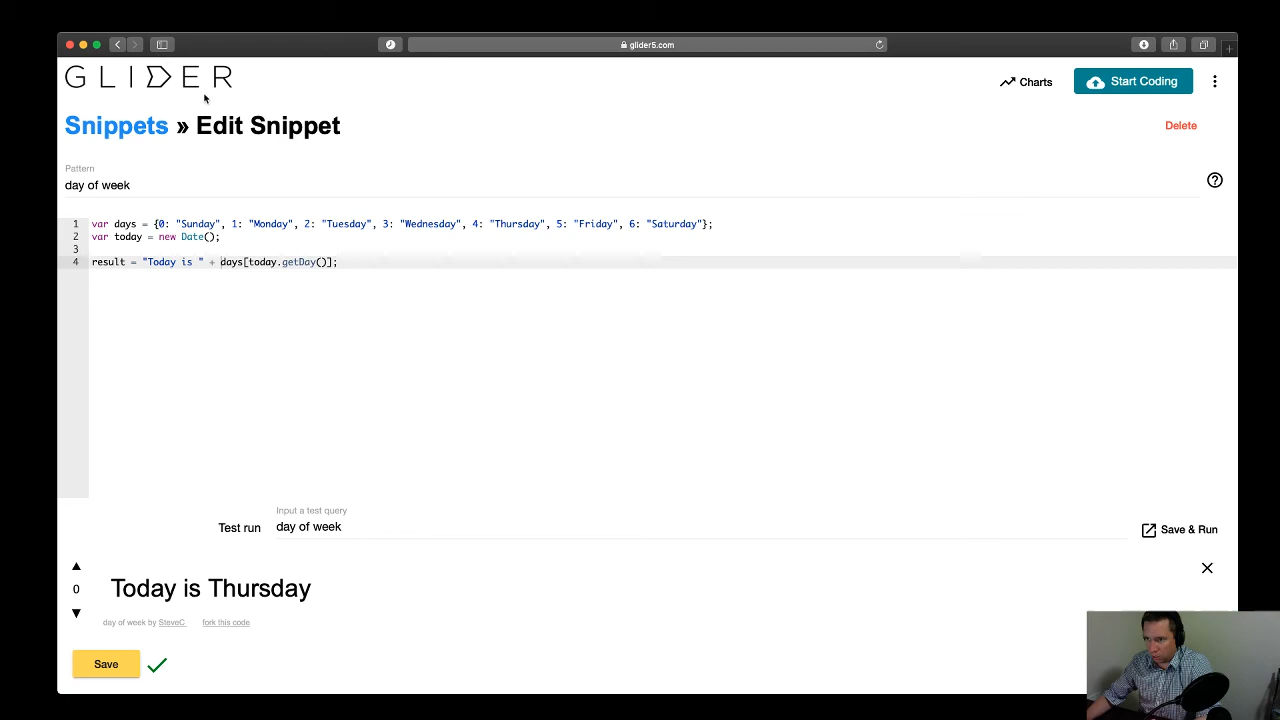 glider5.com
GLIDER
Charts
Start Coding
Snippets » Edit Snippet
Delete
Pattern
day of week
1 var days = {0: "Sunday", 1: "Monday", 2: "Tuesday", 3: "Wednesday", 4: "Thursday", 5: "Friday", 6: "Saturday"};
2 var today = new Date();
3
4 result = "Today is " + days[today.getDay()];
Input a test query
Test run day of week
Save & Run
0 Today is Thursday
day of week by SteveC fork this code
Save